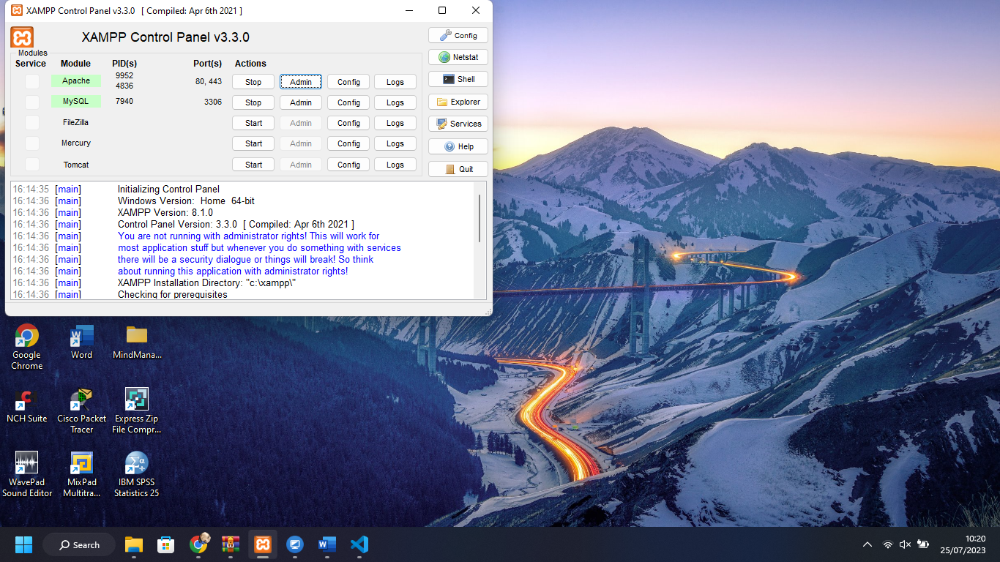 XAMPP Control Panel v3.3.0 [ Compiled: Apr 6th 2021 ]
XAMPP Control Panel v3.3.0
Config
Modules
Service Module PID(s) Port(s) Actions
Netstat
Apache 9952 4836 80, 443 Stop Admin Config Logs
Shell
MySQL 7940 3306 Stop Admin Config Logs
Explorer
FileZilla Start Admin Config Logs
Services
Mercury Start Admin Config Logs
Help
Tomcat Start Admin Config Logs
Quit
16:14:35 [main] Initializing Control Panel
16:14:36 [main] Windows Version: Home 64-bit
16:14:36 [main] XAMPP Version: 8.1.0
16:14:36 [main] Control Panel Version: 3.3.0 [ Compiled: Apr 6th 2021 ]
16:14:36 [main] You are not running with administrator rights! This will work for
16:14:36 [main] most application stuff but whenever you do something with services
16:14:36 [main] there will be a security dialogue or things will break! So think
16:14:36 [main] about running this application with administrator rights!
16:14:36 [main] XAMPP Installation Directory: "c:\xampp\"
16:14:36 [main] Checking for prerequisites
Google Chrome
Word
MindMana...
NCH Suite
Cisco Packet Tracer
Express Zip File Compr...
WavePad Sound Editor
MixPad Multitra...
IBM SPSS Statistics 25
Search
10:20
25/07/2023